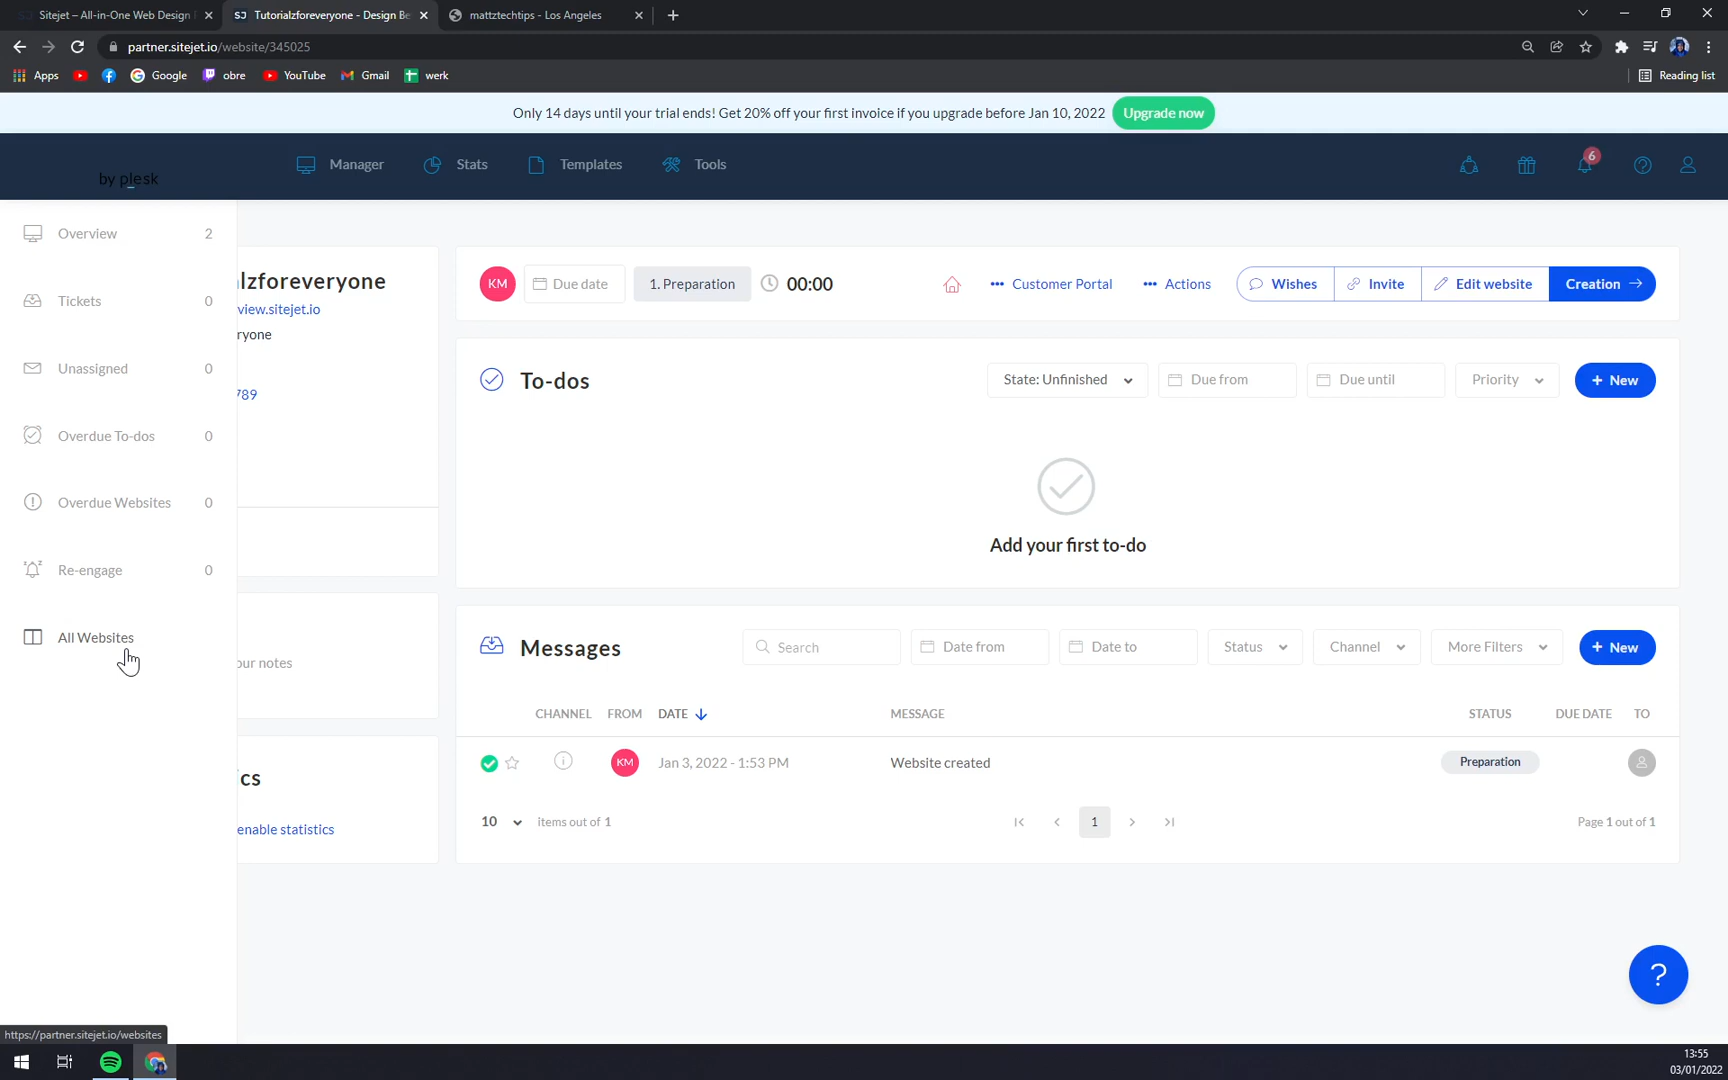 Sitejet – All-in-One Web Design
Tutorialzforeveryone - Design Be
mattztechtips - Los Angeles
partner.sitejet.io/website/345025
Apps
Google
obre
YouTube
Gmail
werk
Reading list
Only 14 days until your trial ends! Get 20% off your first invoice if you upgrade before Jan 10, 2022
Upgrade now
by plesk
Manager
Stats
Templates
Tools
6
Overview 2
Tickets 0
Unassigned 0
Overdue To-dos 0
Overdue Websites 0
Re-engage 0
All Websites
lzforeveryone
view.sitejet.io
ryone
789
our notes
cs
enable statistics
KM
Due date
1. Preparation
00:00
Customer Portal
Actions
Wishes
Invite
Edit website
Creation
To-dos
State: Unfinished
Due from
Due until
Priority
+ New
Add your first to-do
Messages
Search
Date from
Date to
Status
Channel
More Filters
+ New
CHANNEL FROM DATE MESSAGE STATUS DUE DATE TO
KM Jan 3, 2022 - 1:53 PM Website created Preparation
10 items out of 1
1
Page 1 out of 1
?
https://partner.sitejet.io/websites
13:55
03/01/2022